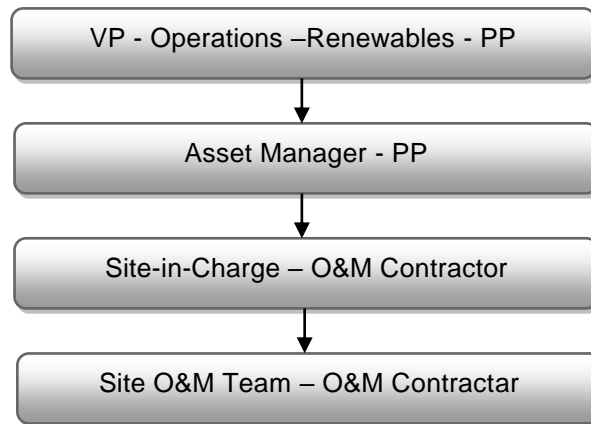 VP - Operations –Renewables - PP
Asset Manager - PP
Site-in-Charge – O&M Contractor
Site O&M Team – O&M Contractar